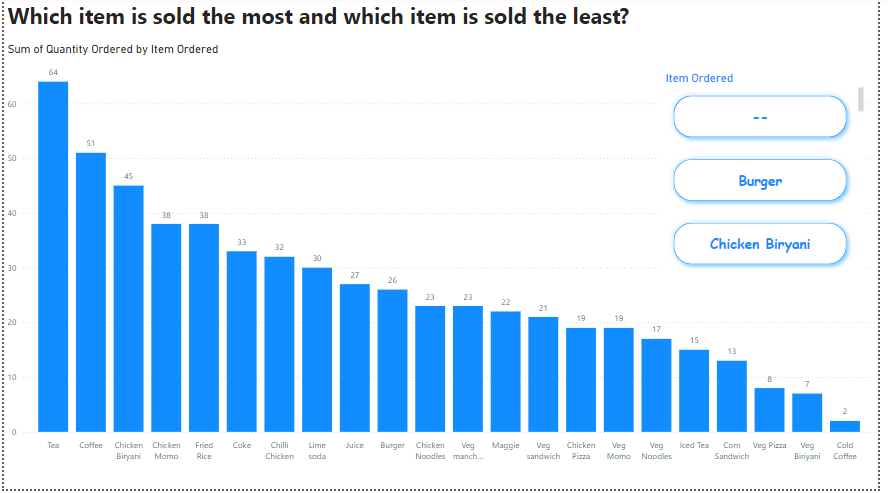 Which item is sold the most and which item is sold the least?
Sum of Quantity Ordered by Item Ordered
Item Ordered
--
Burger
Chicken Biryani
60
50
40
30
20
10
0
64
51
45
38
38
33
32
30
27
26
23
23
22
21
19
19
17
15
13
8
7
2
Tea
Coffee
Chicken
Biryani
Chicken
Momo
Fried
Rice
Coke
Chilli
Chicken
Lime
soda
Juice
Burger
Chicken
Noodles
Veg
manch...
Maggie
Veg
sandwich
Chicken
Pizza
Veg
Momo
Veg
Noodles
Iced Tea
Corn
Sandwich
Veg Pizza
Veg
Biriyani
Cold
Coffee